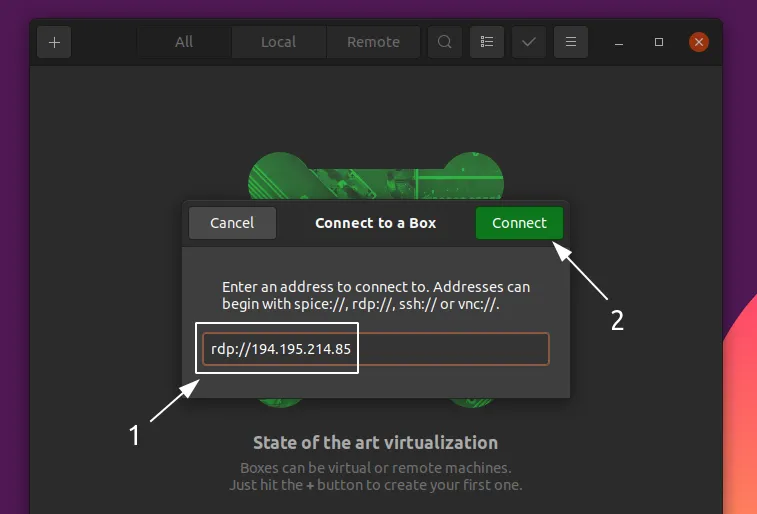 + All Local Remote
Cancel Connect to a Box Connect
Enter an address to connect to. Addresses can
begin with spice://, rdp://, ssh:// or vnc://.
2
rdp://194.195.214.85
1
State of the art virtualization
Boxes can be virtual or remote machines.
Just hit the + button to create your first one.